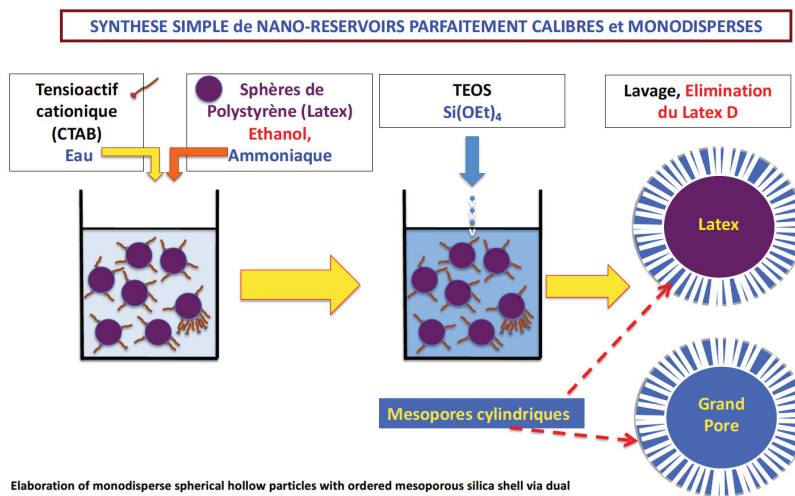 SYNTHESE SIMPLE de NANO-RESERVOIRS PARFAITEMENT CALIBRES et MONODISPERSES
Tensioactif
cationique
(CTAB)
Eau
Sphères de
Polystyrène (Latex)
Ethanol,
Ammoniaque
TEOS
Si(OEt)4
Lavage, Elimination
du Latex D
Latex
Mesopores cylindriques
Grand
Pore
Elaboration of monodisperse spherical hollow particles with ordered mesoporous silica shell via dual